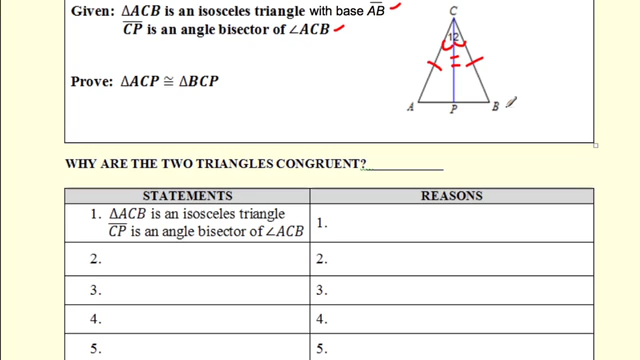 Given: ΔACB is an isosceles triangle with base AB
CP is an angle bisector of ∠ACB
Prove: ΔACP ≅ ΔBCP
C
12
A
P
B
WHY ARE THE TWO TRIANGLES CONGRUENT?
STATEMENTS REASONS
1. ΔACB is an isosceles triangle
CP is an angle bisector of ∠ACB
1.
2. 2.
3. 3.
4. 4.
5. 5.